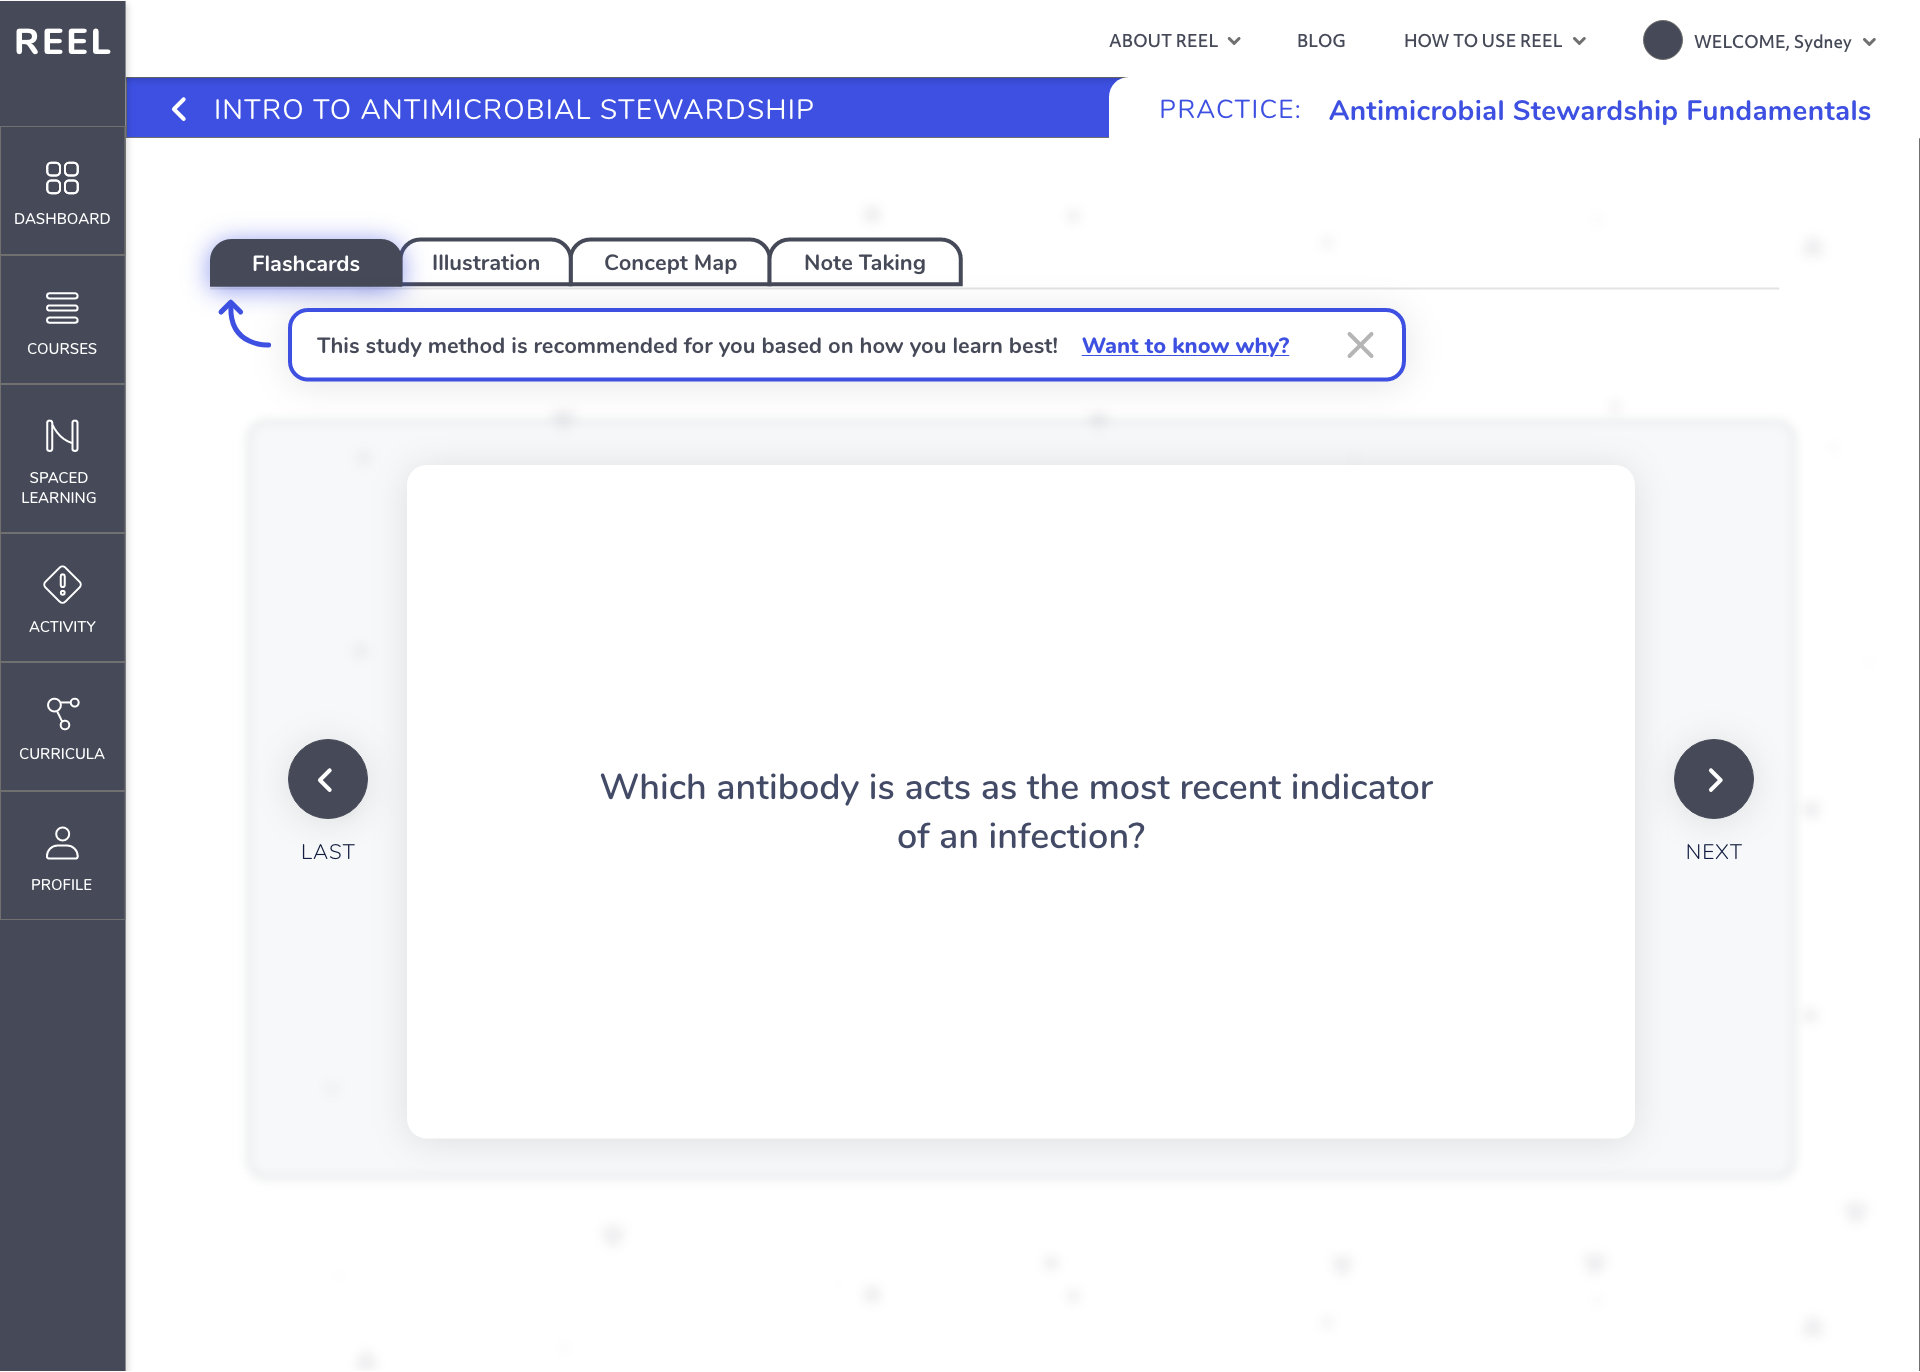 REEL
ABOUT REEL
BLOG
HOW TO USE REEL
WELCOME, Sydney
INTRO TO ANTIMICROBIAL STEWARDSHIP
PRACTICE: Antimicrobial Stewardship Fundamentals
DASHBOARD
COURSES
SPACED
LEARNING
ACTIVITY
CURRICULA
PROFILE
Flashcards
Illustration
Concept Map
Note Taking
This study method is recommended for you based on how you learn best! Want to know why?
Which antibody is acts as the most recent indicator
of an infection?
LAST
NEXT